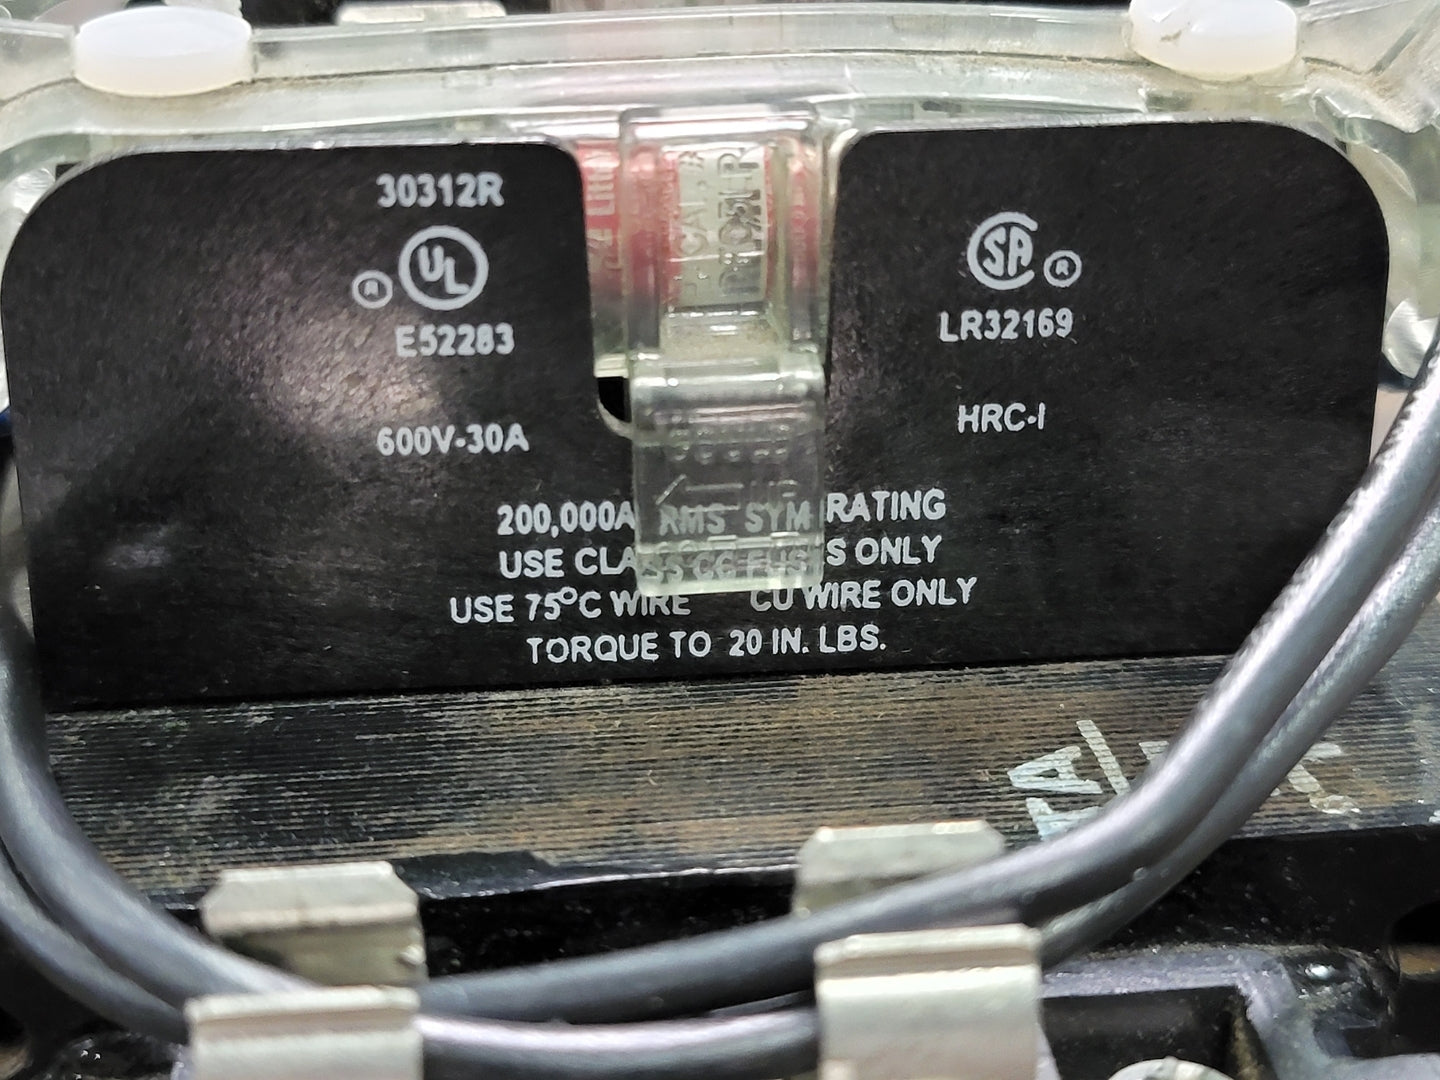 30312R
UL
®
E52283
600V-30A
SA
®
LR32169
HRC-I
200,000A RMS SYM RATING
USE CLASS CC FUSES ONLY
USE 75°C WIRE CU WIRE ONLY
TORQUE TO 20 IN. LBS.